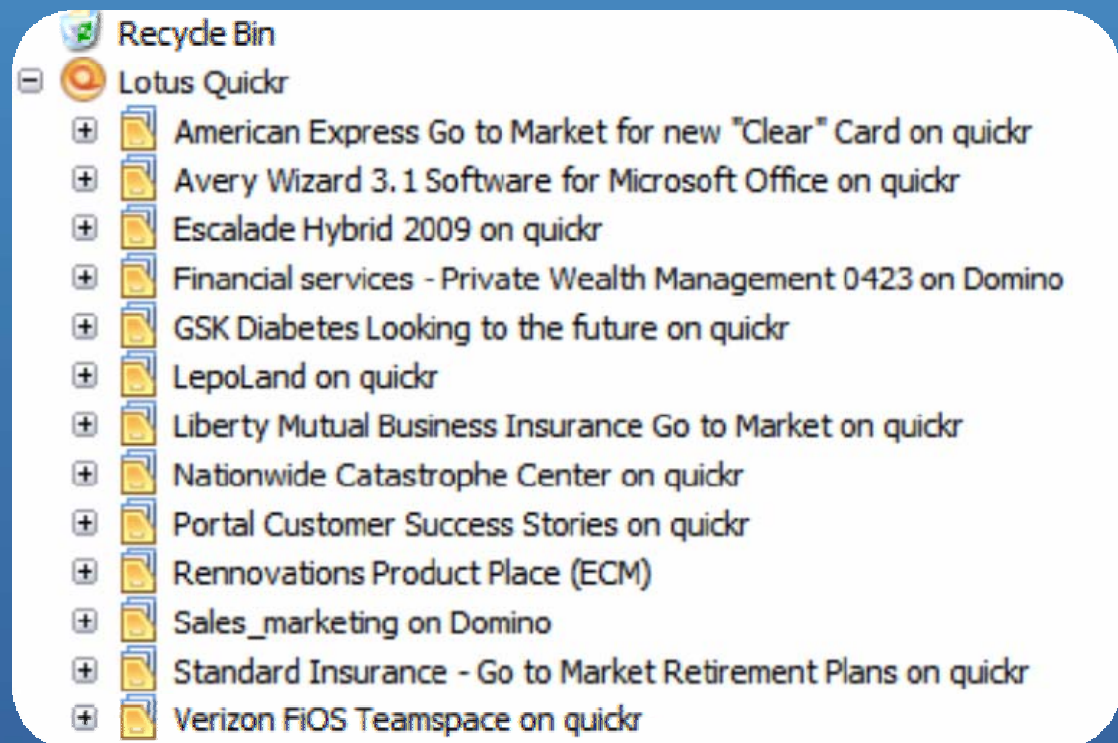 Recycle Bin
Lotus Quickr
American Express Go to Market for new "Clear" Card on quickr
Avery Wizard 3.1 Software for Microsoft Office on quickr
Escalade Hybrid 2009 on quickr
Financial services - Private Wealth Management 0423 on Domino
GSK Diabetes Looking to the future on quickr
LepoLand on quickr
Liberty Mutual Business Insurance Go to Market on quickr
Nationwide Catastrophe Center on quickr
Portal Customer Success Stories on quickr
Rennovations Product Place (ECM)
Sales_marketing on Domino
Standard Insurance - Go to Market Retirement Plans on quickr
Verizon FiOS Teamspace on quickr